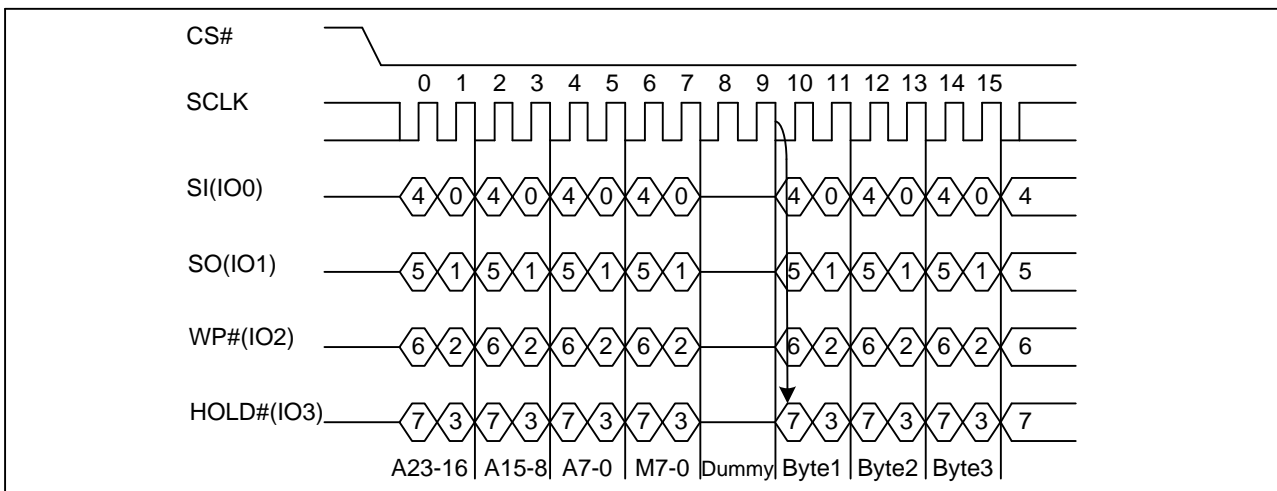 CS#
0 1 2 3 4 5 6 7 8 9 10 11 12 13 14 15
SCLK
SI(IO0) 4 0 4 0 4 0 4 0 4 0 4 0 4 0 4
SO(IO1) 5 1 5 1 5 1 5 1 5 1 5 1 5 1 5
WP#(IO2) 6 2 6 2 6 2 6 2 6 2 6 2 6 2 6
HOLD#(IO3) 7 3 7 3 7 3 7 3 7 3 7 3 7 3 7
A23-16 A15-8 A7-0 M7-0 Dummy Byte1 Byte2 Byte3